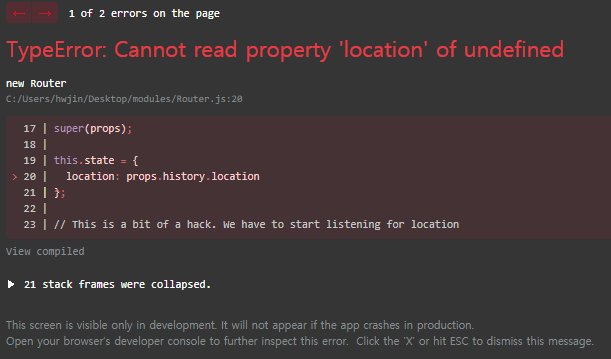 ← → 1 of 2 errors on the page
TypeError: Cannot read property 'location' of undefined
new Router
C:/Users/hwjin/Desktop/modules/Router.js:20
17 | super(props);
18 |
19 | this.state = {
> 20 |   location: props.history.location
21 | };
22 |
23 | // This is a bit of a hack. We have to start listening for location
View compiled
▶ 21 stack frames were collapsed.
This screen is visible only in development. It will not appear if the app crashes in production.
Open your browser's developer console to further inspect this error.  Click the 'X' or hit ESC to dismiss this message.